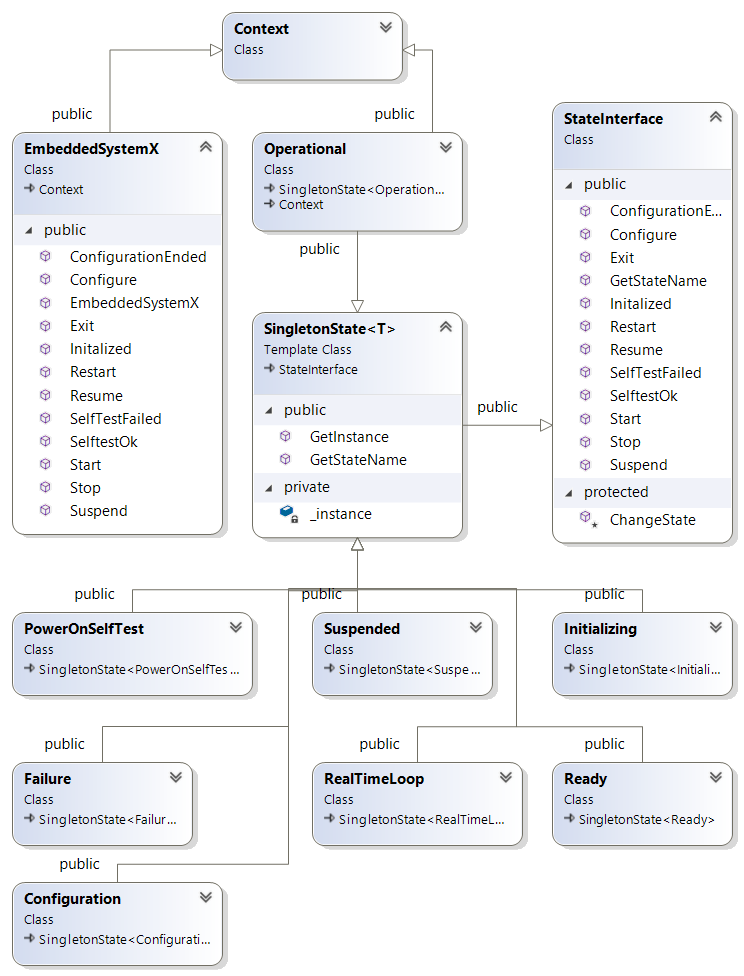 Context
Class
public
public
EmbeddedSystemX
Class
Context
public
ConfigurationEnded
Configure
EmbeddedSystemX
Exit
Initalized
Restart
Resume
SelfTestFailed
SelftestOk
Start
Stop
Suspend
Operational
Class
SingletonState<Operation...
Context
public
SingletonState<T>
Template Class
StateInterface
public
GetInstance
GetStateName
private
_instance
public
StateInterface
Class
public
ConfigurationE...
Configure
Exit
GetStateName
Initalized
Restart
Resume
SelfTestFailed
SelftestOk
Start
Stop
Suspend
protected
ChangeState
public
public
public
PowerOnSelfTest
Class
SingletonState<PowerOnSelfTes...
Suspended
Class
SingletonState<Suspe...
Initializing
Class
SingletonState<Initiali...
public
public
public
Failure
Class
SingletonState<Failur...
RealTimeLoop
Class
SingletonState<RealTimeL...
Ready
Class
SingletonState<Ready>
public
Configuration
Class
SingletonState<Configurati...